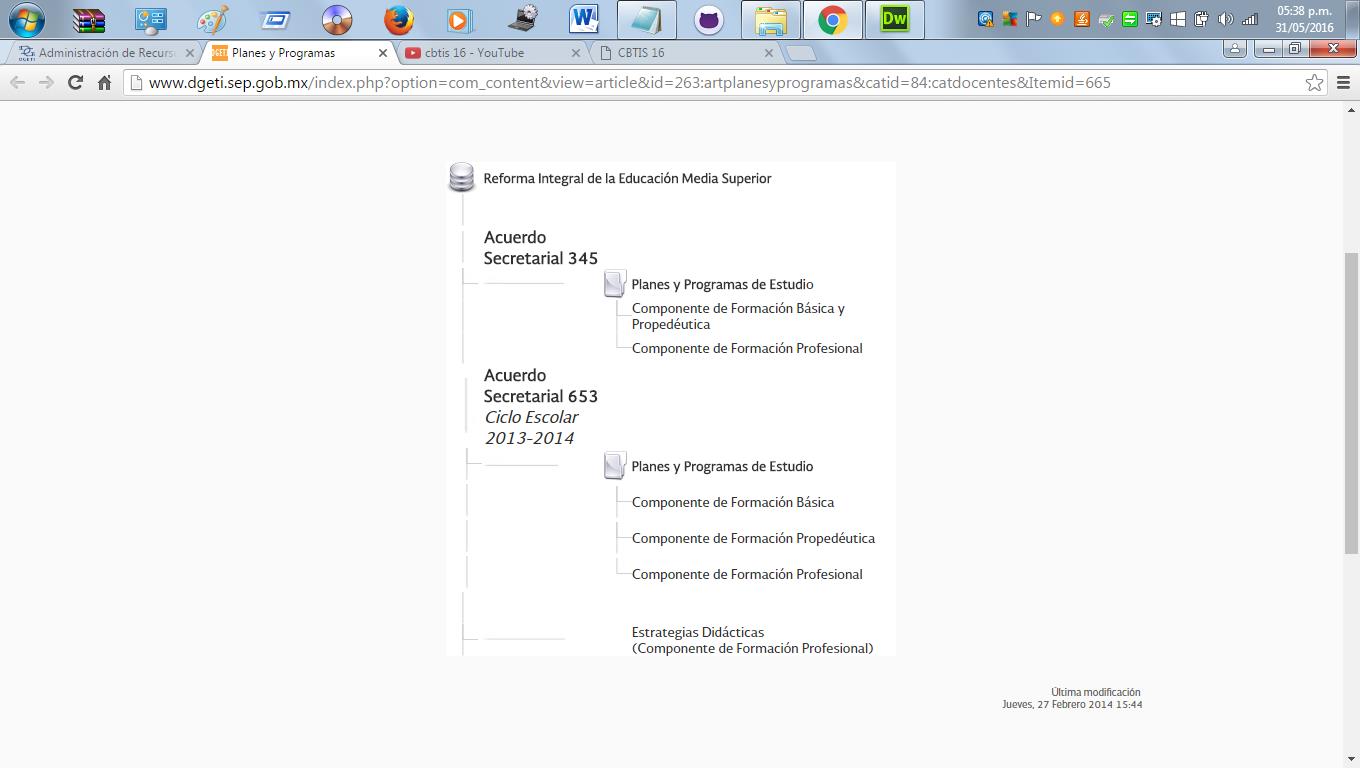 05:38 p.m.
31/05/2016
Administración de Recurs
Planes y Programas
cbtis 16 - YouTube
CBTIS 16
www.dgeti.sep.gob.mx/index.php?option=com_content&view=article&id=263:artplanesyprogramas&catid=84:catdocentes&Itemid=665
Reforma Integral de la Educación Media Superior
Acuerdo
Secretarial 345
Planes y Programas de Estudio
Componente de Formación Básica y
Propedéutica
Componente de Formación Profesional
Acuerdo
Secretarial 653
Ciclo Escolar
2013-2014
Planes y Programas de Estudio
Componente de Formación Básica
Componente de Formación Propedéutica
Componente de Formación Profesional
Estrategias Didácticas
(Componente de Formación Profesional)
Última modificación
Jueves, 27 Febrero 2014 15:44